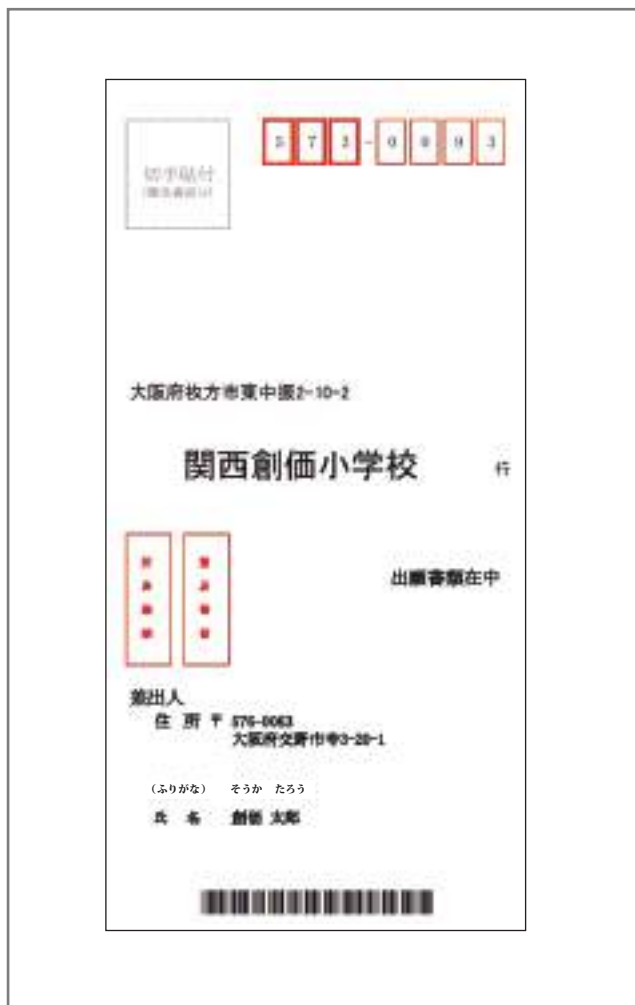 573-0093
切手貼付
大阪府枚方市東中振2-10-2
関西創価小学校 行
出願書類在中
差出人
住所 〒 576-0063
大阪府交野市寺3-20-1
(ふりがな) そうか たろう
氏名 創価 太郎